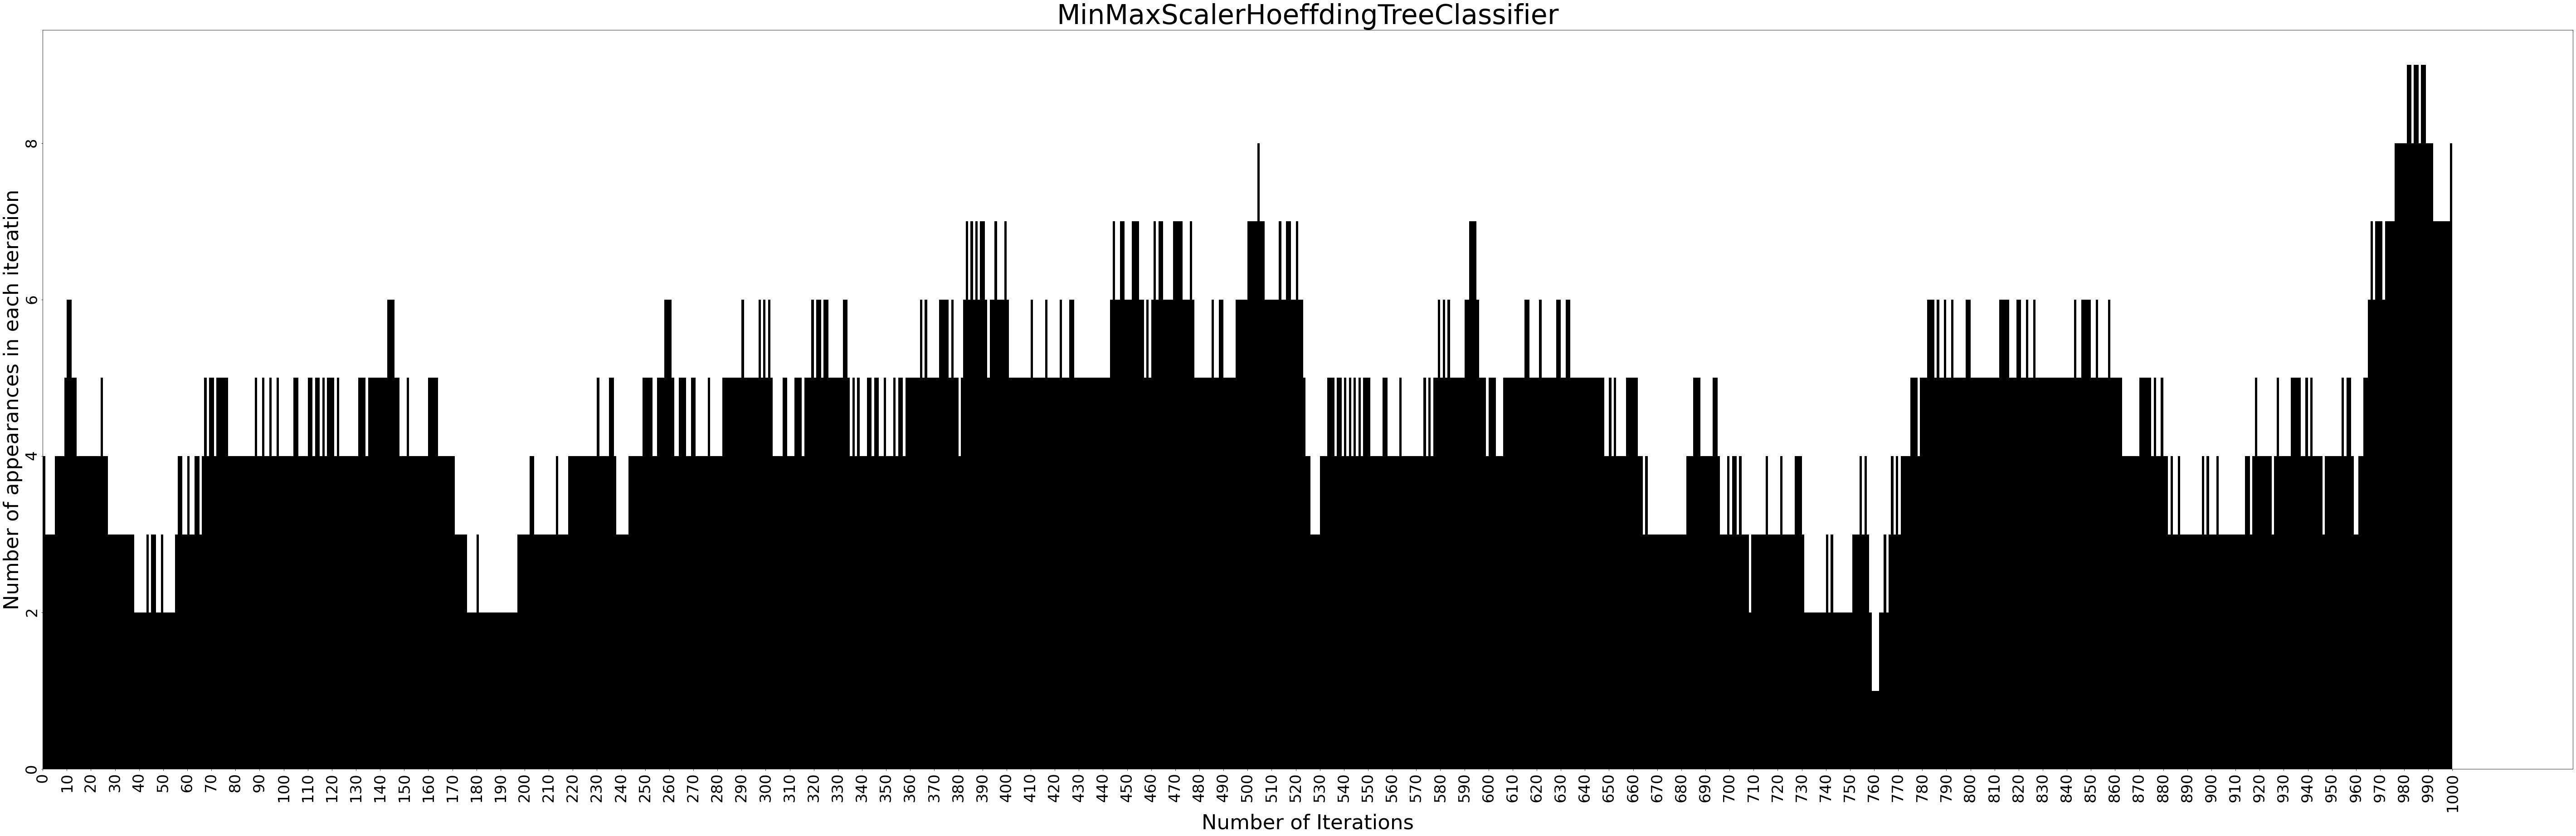 MinMaxScalerHoeffdingTreeClassifier
Number of appearances in each iteration
8
6
4
2
0
0 10 20 30 40 50 60 70 80 90 100 110 120 130 140 150 160 170 180 190 200 210 220 230 240 250 260 270 280 290 300 310 320 330 340 350 360 370 380 390 400 410 420 430 440 450 460 470 480 490 500 510 520 530 540 550 560 570 580 590 600 610 620 630 640 650 660 670 680 690 700 710 720 730 740 750 760 770 780 790 800 810 820 830 840 850 860 870 880 890 900 910 920 930 940 950 960 970 980 990 1000
Number of Iterations